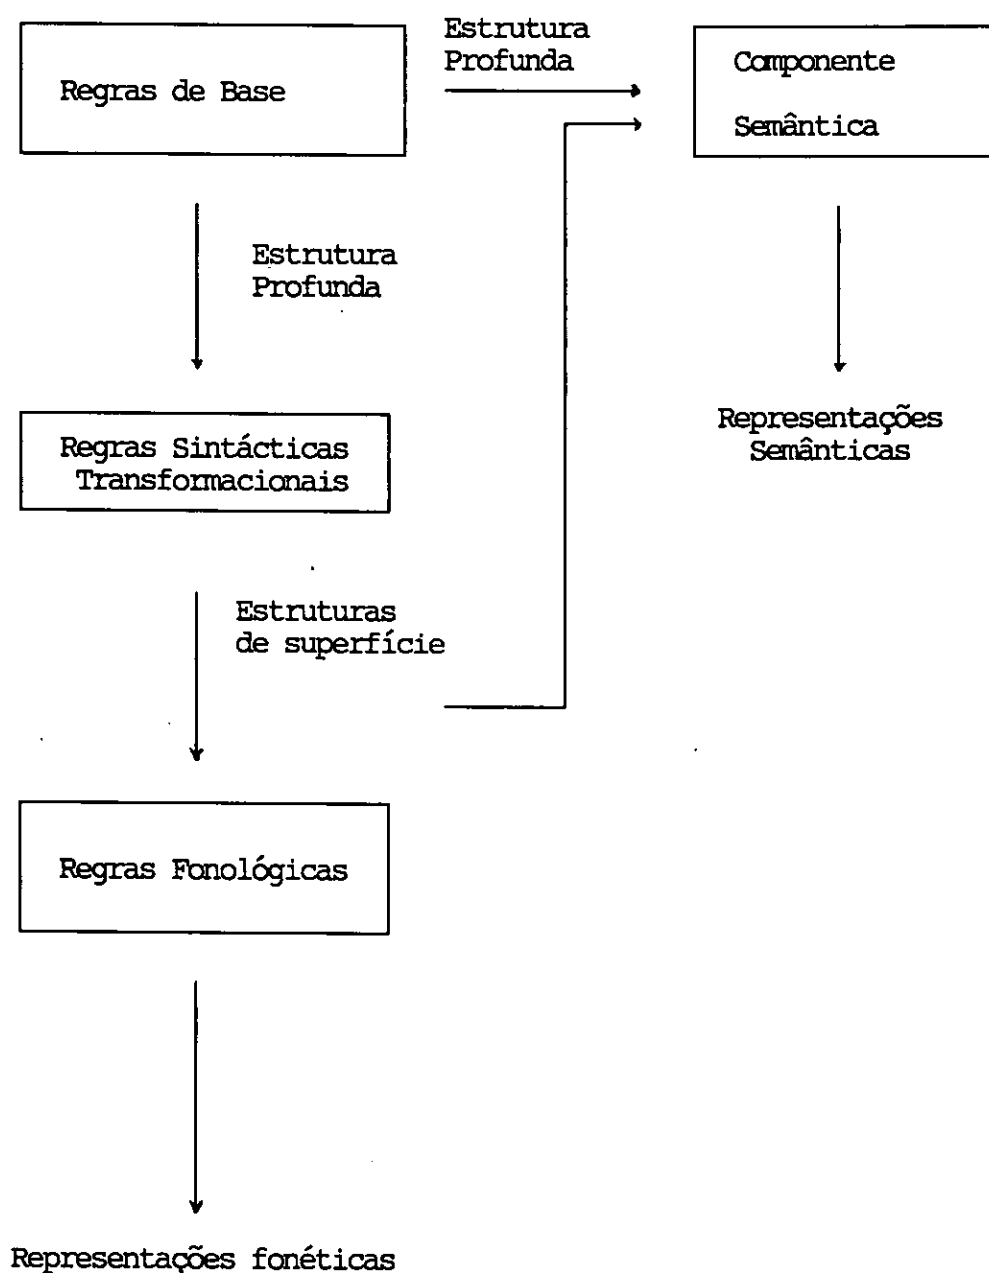 Estrutura
Profunda
Regras de Base
Componente
Semântica
Estrutura
Profunda
Regras Sintácticas
Transformacionais
Representações
Semânticas
Estruturas
de superfície
Regras Fonológicas
Representações fonéticas